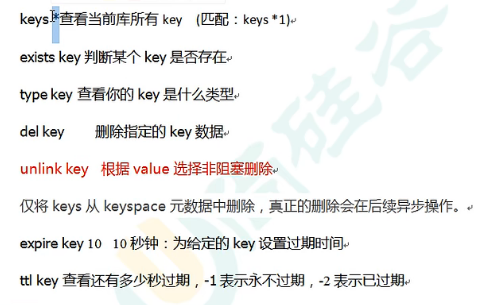 keys *查看当前库所有 key (匹配：keys *1)
exists key 判断某个 key 是否存在
type key 查看你的 key 是什么类型
del key 删除指定的 key 数据
unlink key 根据 value 选择非阻塞删除
仅将 keys 从 keyspace 元数据中删除，真正的删除会在后续异步操作。
expire key 10 10 秒钟：为给定的 key 设置过期时间
ttl key 查看还有多少秒过期，-1 表示永不过期，-2 表示已过期